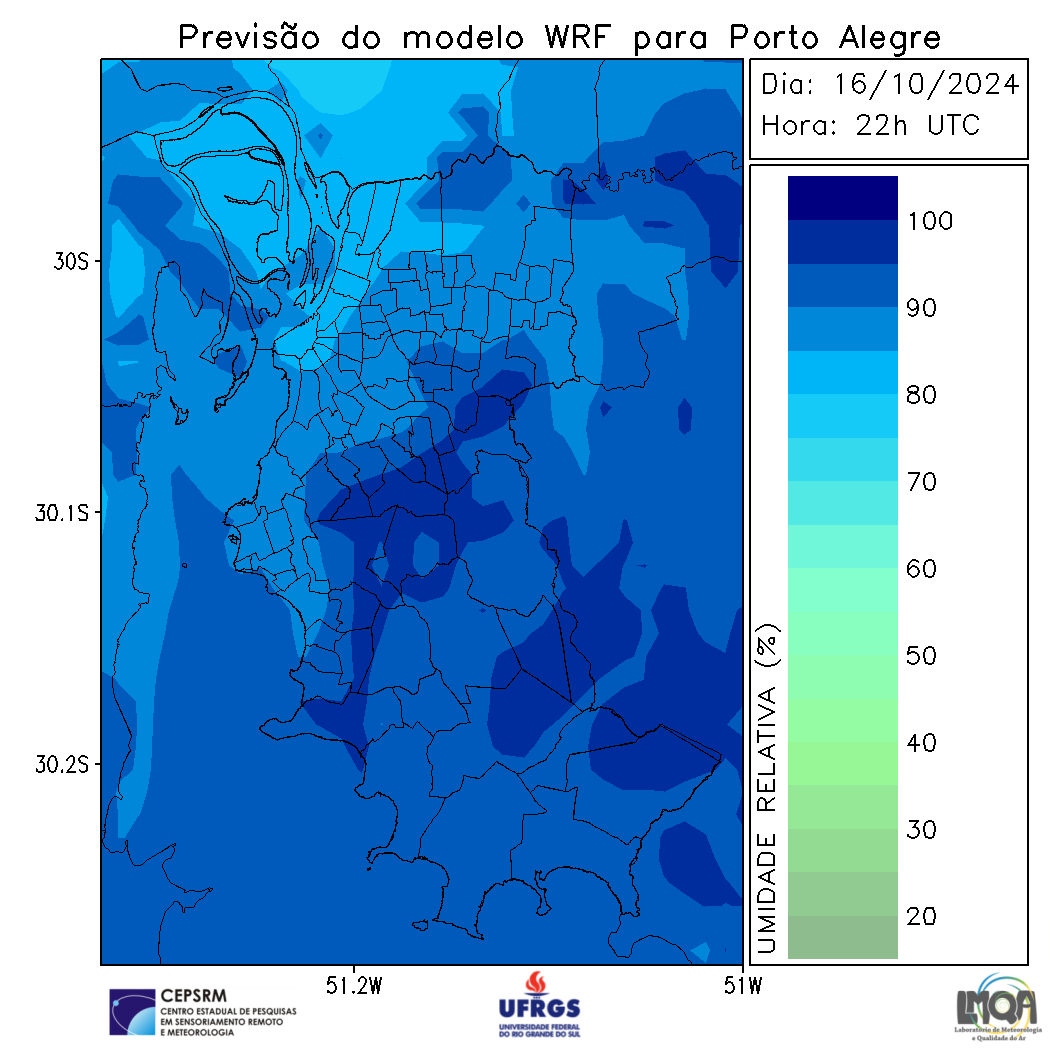 Previsão do modelo WRF para Porto Alegre
Dia: 16/10/2024
Hora: 22h UTC
30S
30.1S
30.2S
51.2W
51W
UMIDADE RELATIVA (%)
100
90
80
70
60
50
40
30
20
CEPSRM
CENTRO ESTADUAL DE PESQUISAS
EM SENSORIAMENTO REMOTO
E METEOROLOGIA
UFRGS
UNIVERSIDADE FEDERAL
DO RIO GRANDE DO SUL
LMQA
Laboratório de Meteorologia
e Qualidade do Ar